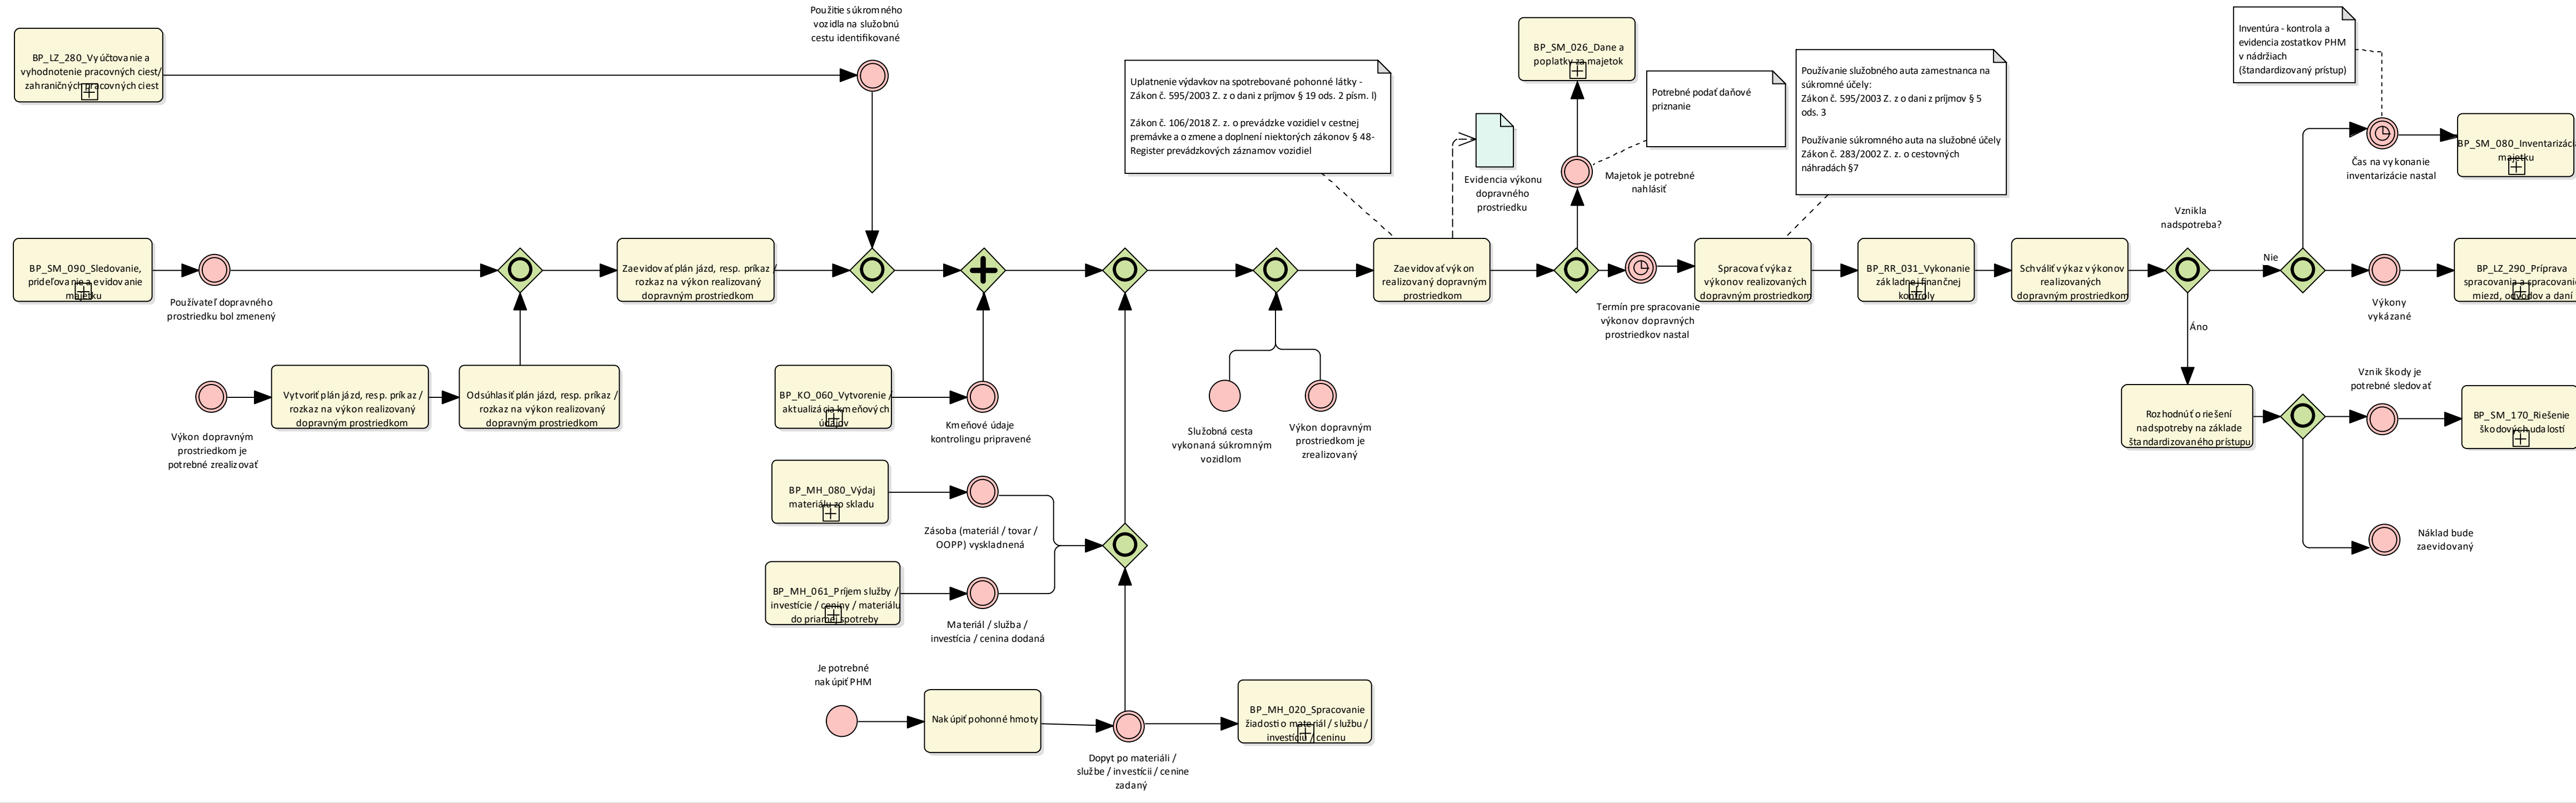 Použitie súkromného
vozidla na služobnú
cestu identifikované
BP_LZ_280_Vyúčtovanie a
vyhodnotenie pracovných ciest/
zahraničných pracovných ciest
Uplatnenie výdavkov na spotrebované pohonné látky -
Zákon č. 595/2003 Z. z o dani z príjmov § 19 ods. 2 písm. l)
Zákon č. 106/2018 Z. z. o prevádzke vozidiel v cestnej
premávke a o zmene a doplnení niektorých zákonov § 48-
Register prevádzkových záznamov vozidiel
Evidencia výkonu
dopravného
prostriedku
BP_SM_026_Dane a
poplatky za majetok
Potrebné podať daňové
priznanie
Majetok je potrebné
nahlásiť
Používanie služobného auta zamestnanca na
súkromné účely:
Zákon č. 595/2003 Z. z o dani z príjmov § 5
ods. 3
Používanie súkromného auta na služobné účely
Zákon č. 283/2002 Z. z. o cestovných
náhradách §7
Inventúra - kontrola a
evidencia zostatkov PHM
v nádržiach
(štandardizovaný prístup)
Čas na vykonanie
inventarizácie nastal
BP_SM_080_Inventarizáci
majetku
BP_SM_090_Sledovanie,
prideľovanie a evidovanie
majetku
Používateľ dopravného
prostriedku bol zmenený
Zaevidovať plán jázd, resp. príkaz /
rozkaz na výkon realizovaný
dopravným prostriedkom
Zaevidovať výkon
realizovaný dopravným
prostriedkom
Termín pre spracovanie
výkonov dopravných
prostriedkov nastal
Spracovať výkaz
výkonov realizovaných
dopravným prostriedkom
BP_RR_031_Vykonanie
základnej finančnej
kontroly
Schváliť výkaz výkonov
realizovaných
dopravným prostriedkom
Vznikla
nadspotreba?
Nie
Áno
Výkony
vykázané
BP_LZ_290_Príprava
spracovania a spracovanie
miezd, odvodov a daní
Výkon dopravným
prostriedkom je
potrebné zrealizovať
Vytvoriť plán jázd, resp. príkaz /
rozkaz na výkon realizovaný
dopravným prostriedkom
Odsúhlasiť plán jázd, resp. príkaz /
rozkaz na výkon realizovaný
dopravným prostriedkom
BP_KO_060_Vytvorenie /
aktualizácia kmeňových
údajov
Kmeňové údaje
kontrolingu pripravené
Služobná cesta
vykonaná súkromným
vozidlom
Výkon dopravným
prostriedkom je
zrealizovaný
Rozhodnúť o riešení
nadspotreby na základe
štandardizovaného prístupu
Vznik škody je
potrebné sledovať
BP_SM_170_Riešenie
škodových udalostí
Náklad bude
zaevidovaný
BP_MH_080_Výdaj
materiálu zo skladu
Zásoba (materiál / tovar /
OOPP) vyskladnená
BP_MH_061_Príjem služby /
investície / ceniny / materiálu
do priamej spotreby
Materiál / služba /
investícia / cenina dodaná
Je potrebné
nakúpiť PHM
Nakúpiť pohonné hmoty
Dopyt po materiáli /
službe / investícii / cenine
zadaný
BP_MH_020_Spracovanie
žiadosti o materiál / službu /
investíciu / ceninu